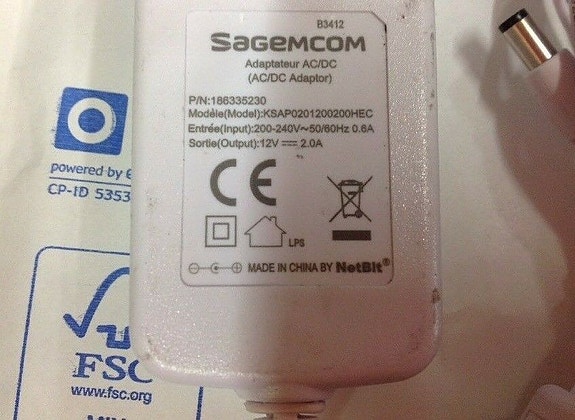 B3412
SAGEMCOM
Adaptateur AC/DC
(AC/DC Adaptor)
P/N:186335230
Modèle(Model):KSAP0201200200HEC
Entrée(Input):200-240V~50/60Hz 0.6A
Sortie(Output):12V ⎓ 2.0A
CE
LPS
MADE IN CHINA BY NetBit®
powered by
CP-ID 5353
FSC
www.fsc.org